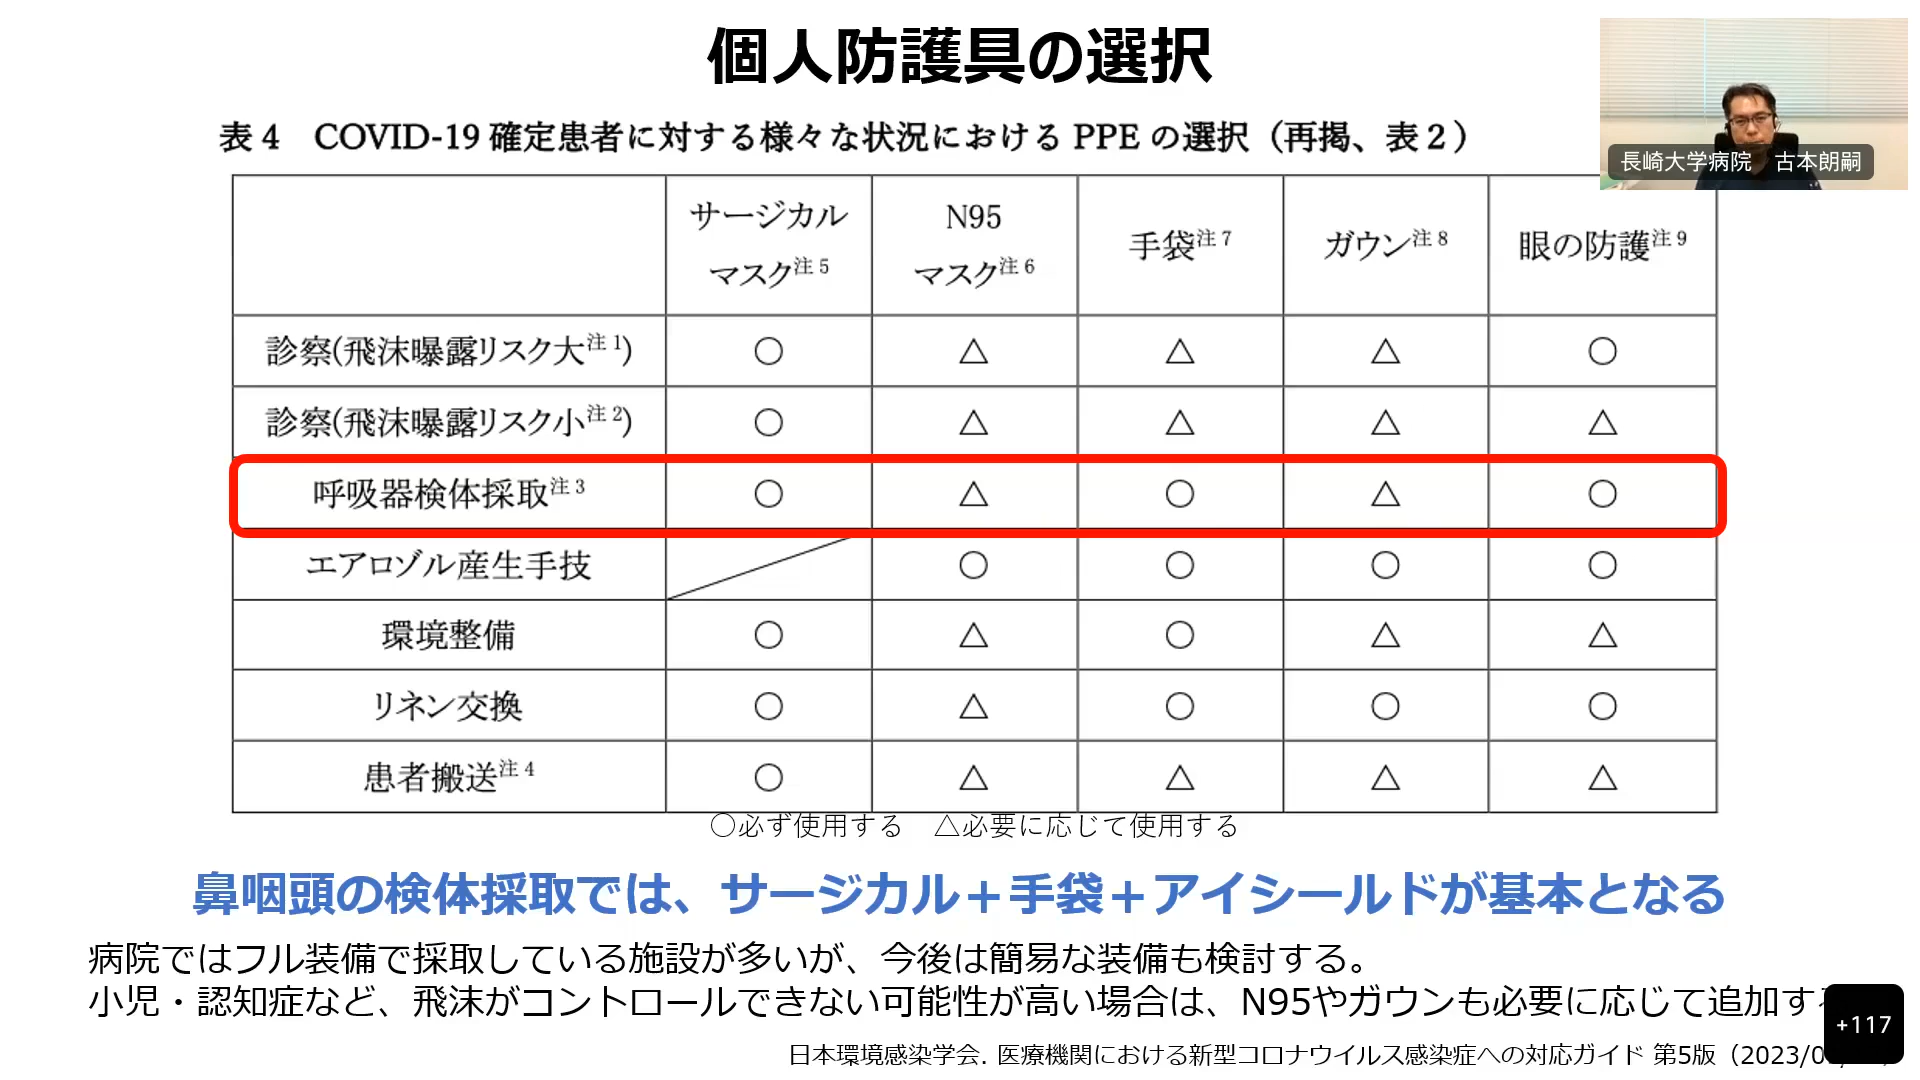 個人防護具の選択
長崎大学病院 古本朗嗣
表4 COVID-19 確定患者に対する様々な状況における PPE の選択（再掲、表2）
サージカルマスク注5 N95マスク注6 手袋注7 ガウン注8 眼の防護注9
診察(飛沫曝露リスク大注1) ○ △ △ △ ○
診察(飛沫曝露リスク小注2) ○ △ △ △ △
呼吸器検体採取注3 ○ △ ○ △ ○
エアロゾル産生手技 ○ ○ ○ ○
環境整備 ○ △ ○ △ △
リネン交換 ○ △ ○ ○ ○
患者搬送注4 ○ △ △ △ △
○必ず使用する △必要に応じて使用する
鼻咽頭の検体採取では、サージカル＋手袋＋アイシールドが基本となる
病院ではフル装備で採取している施設が多いが、今後は簡易な装備も検討する。
小児・認知症など、飛沫がコントロールできない可能性が高い場合は、N95やガウンも必要に応じて追加す
+117
日本環境感染学会. 医療機関における新型コロナウイルス感染症への対応ガイド 第5版（2023/0